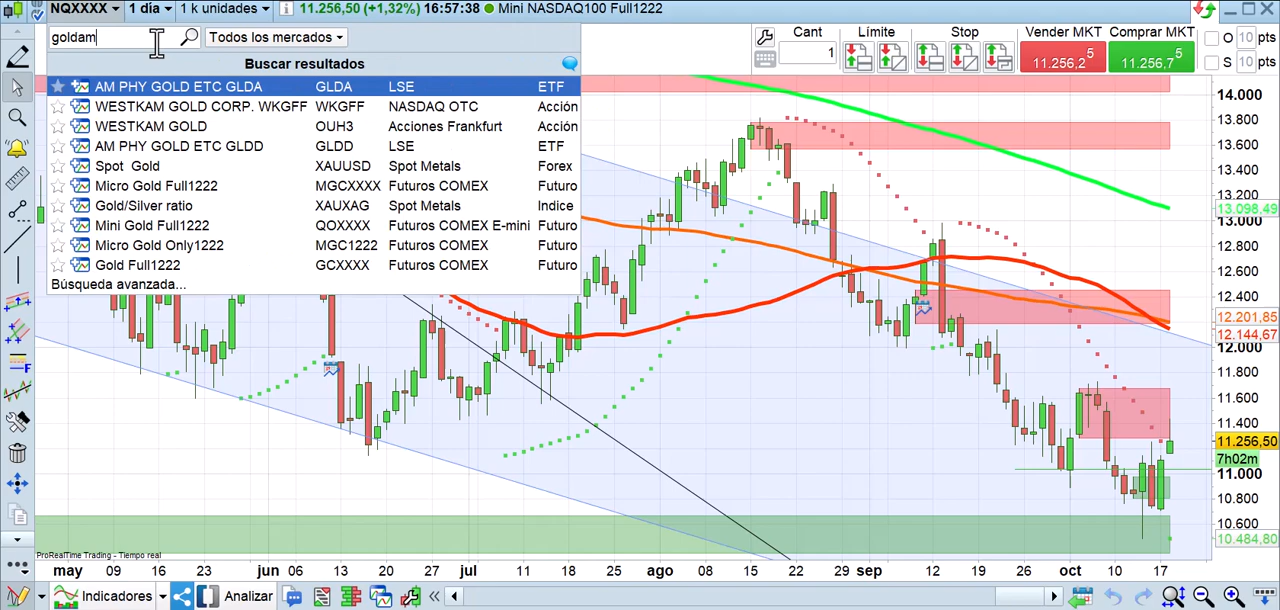 NQXXXX 1 día 1 k unidades 11.256,50 (+1,32%) 16:57:38 Mini NASDAQ100 Full1222
goldam Todos los mercados
Buscar resultados
AM PHY GOLD ETC GLDA GLDA LSE ETF
WESTKAM GOLD CORP. WKGFF WKGFF NASDAQ OTC Acción
WESTKAM GOLD OUH3 Acciones Frankfurt Acción
AM PHY GOLD ETC GLDD GLDD LSE ETF
Spot Gold XAUUSD Spot Metals Forex
Micro Gold Full1222 MGCXXXX Futuros COMEX Futuro
Gold/Silver ratio XAUXAG Spot Metals Indice
Mini Gold Full1222 QOXXXX Futuros COMEX E-mini Futuro
Micro Gold Only1222 MGC1222 Futuros COMEX Futuro
Gold Full1222 GCXXXX Futuros COMEX Futuro
Búsqueda avanzada...
Cant Límite Stop Vender MKT Comprar MKT
1 11.256,25 11.256,75
O 10 pts
S 10 pts
14.000
13.800
13.600
13.400
13.200
13.098,49
13.000
12.800
12.600
12.400
12.201,85
12.144,67
12.000
11.800
11.600
11.400
11.256,50
7h02m
11.000
10.800
10.600
10.484,80
ProRealTime Trading - Tiempo real
may 09 16 23 jun 06 13 20 27 jul 11 18 25 ago 08 15 22 29 sep 12 19 26 oct 10 17
Indicadores Analizar